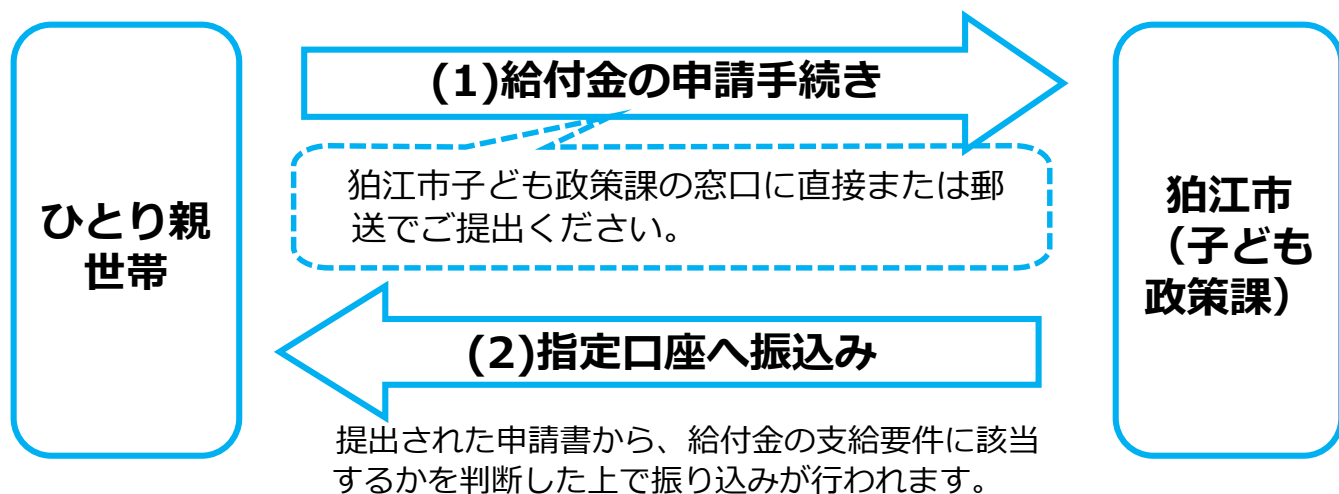 ひとり親
世帯
(1)給付金の申請手続き
狛江市子ども政策課の窓口に直接または郵
送でご提出ください。
(2)指定口座へ振込み
提出された申請書から、給付金の支給要件に該当
するかを判断した上で振り込みが行われます。
狛江市
（子ども
政策課）